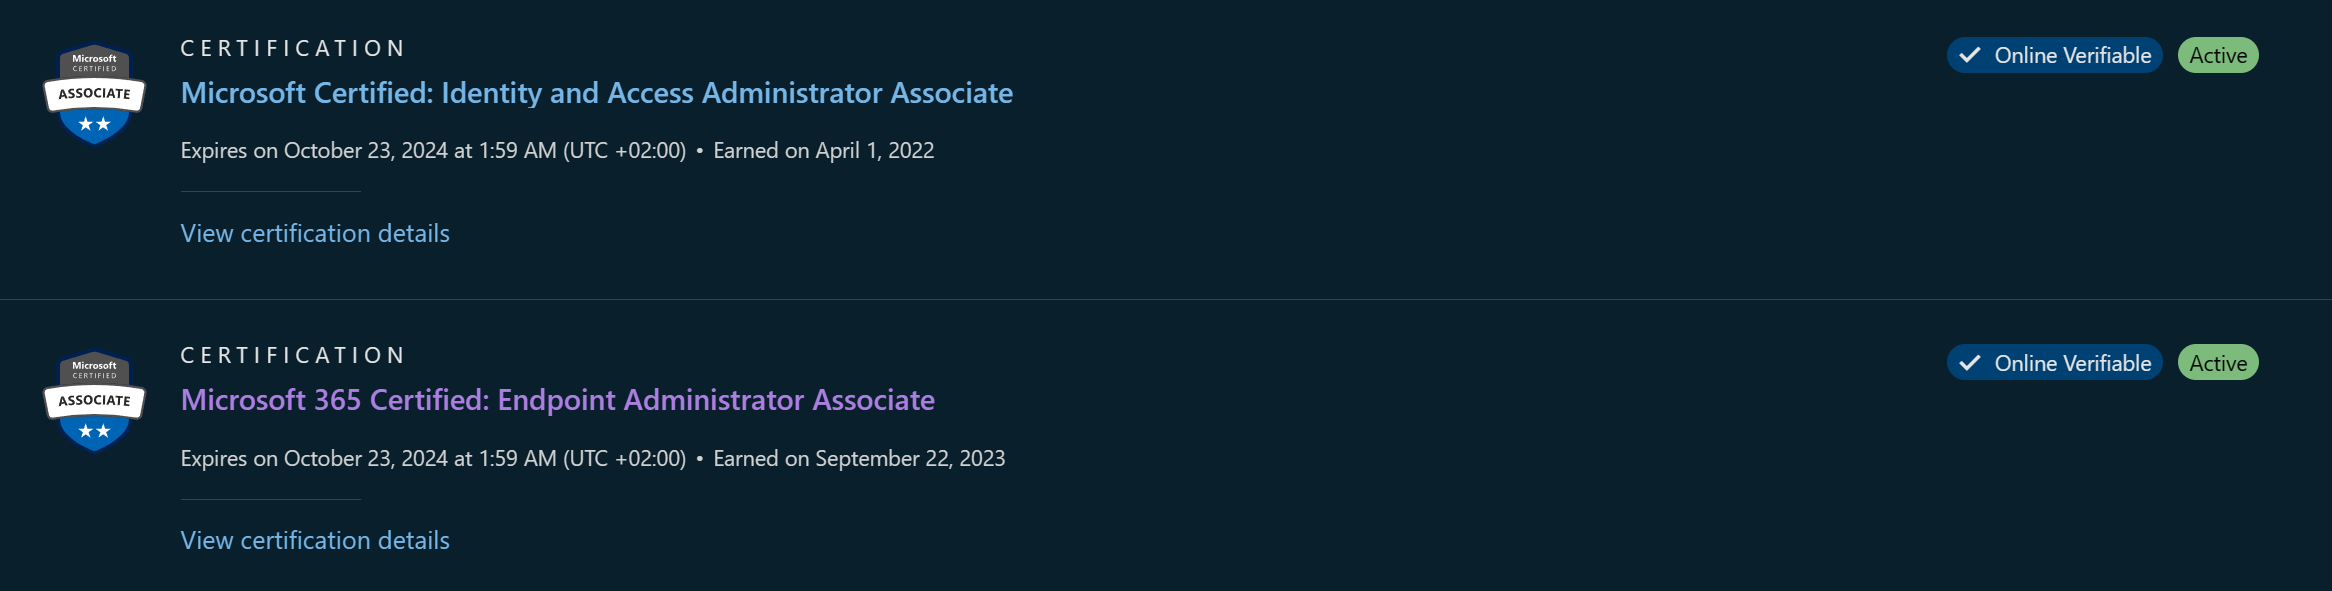 Microsoft
CERTIFIED
ASSOCIATE
CERTIFICATION
Microsoft Certified: Identity and Access Administrator Associate
Expires on October 23, 2024 at 1:59 AM (UTC +02:00) • Earned on April 1, 2022
View certification details
Online Verifiable
Active
Microsoft
CERTIFIED
ASSOCIATE
CERTIFICATION
Microsoft 365 Certified: Endpoint Administrator Associate
Expires on October 23, 2024 at 1:59 AM (UTC +02:00) • Earned on September 22, 2023
View certification details
Online Verifiable
Active